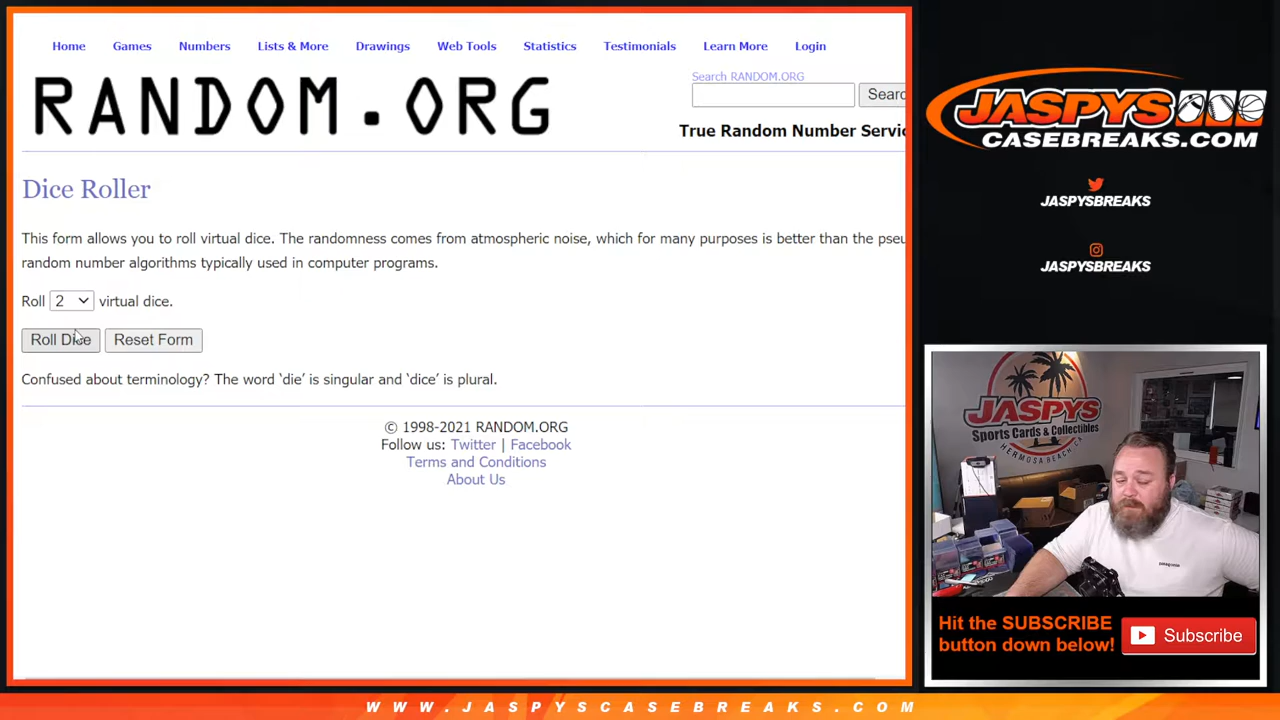 Home Games Numbers Lists & More Drawings Web Tools Statistics Testimonials Learn More Login
RANDOM.ORG
Search RANDOM.ORG
Searc
True Random Number Servic
Dice Roller
This form allows you to roll virtual dice. The randomness comes from atmospheric noise, which for many purposes is better than the pseu
random number algorithms typically used in computer programs.
Roll 2 virtual dice.
Roll Dice Reset Form
Confused about terminology? The word ‘die’ is singular and ‘dice’ is plural.
© 1998-2021 RANDOM.ORG
Follow us: Twitter | Facebook
Terms and Conditions
About Us
JASPYS
CASEBREAKS.COM
JASPYSBREAKS
JASPYSBREAKS
JASPYS
Sports Cards & Collectibles
HERMOSA BEACH, CA
patagonia
Hit the SUBSCRIBE
button down below!
Subscribe
WWW.JASPYSCASEBREAKS.COM